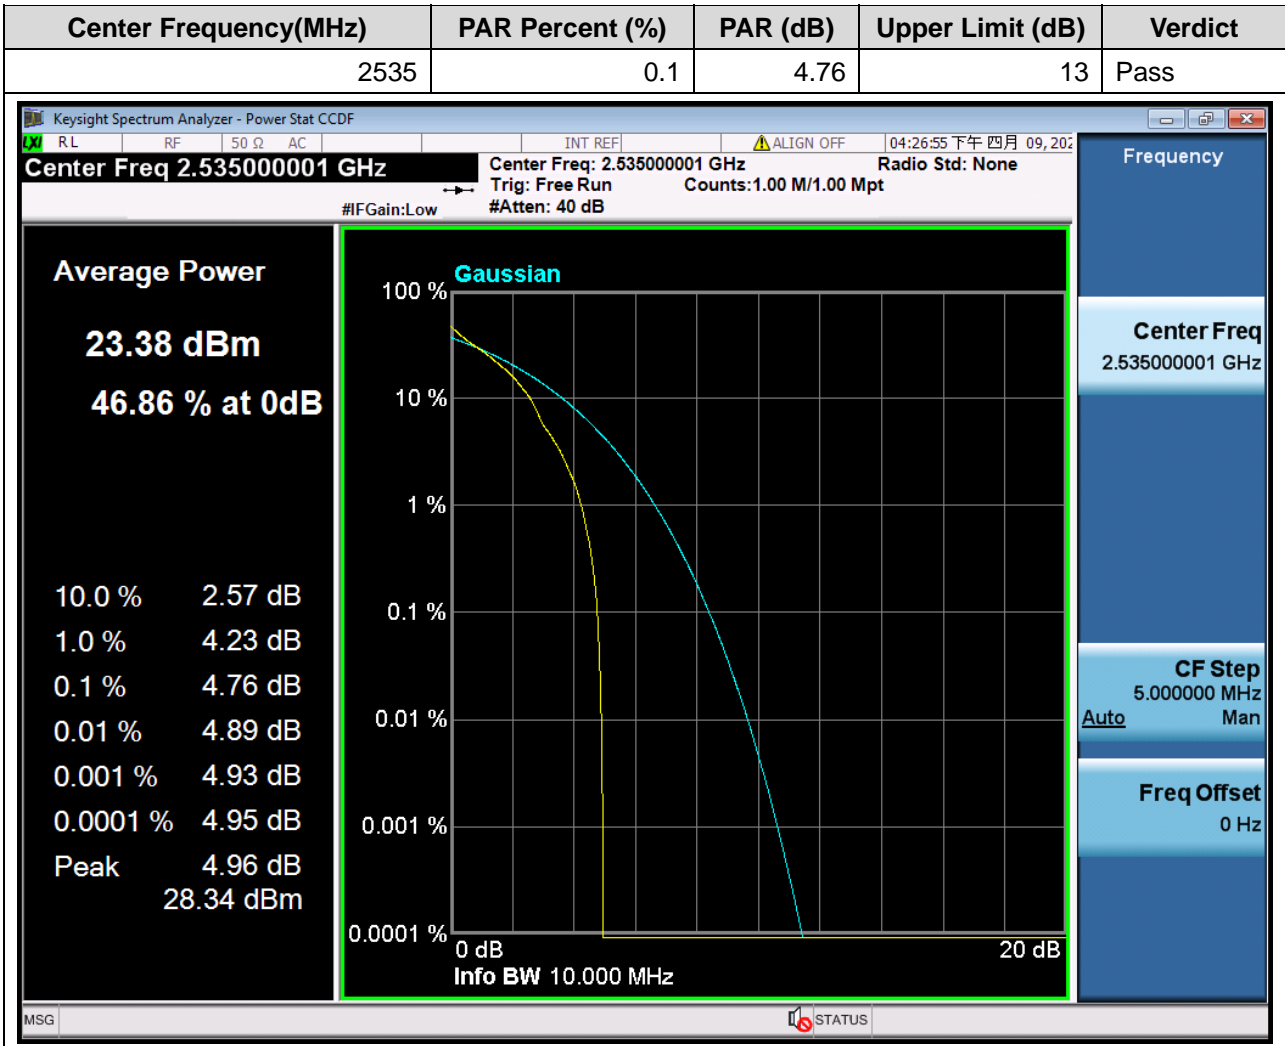 Center Frequency(MHz) PAR Percent (%) PAR (dB) Upper Limit (dB) Verdict
2535 0.1 4.76 13 Pass
Keysight Spectrum Analyzer - Power Stat CCDF
LXI RL RF 50 Ω AC INT REF ALIGN OFF 04:26:55 下午 四月 09, 202
Center Freq 2.535000001 GHz
Center Freq: 2.535000001 GHz Radio Std: None
Trig: Free Run Counts:1.00 M/1.00 Mpt
#IFGain:Low #Atten: 40 dB
Average Power
23.38 dBm
46.86 % at 0dB
10.0 % 2.57 dB
1.0 % 4.23 dB
0.1 % 4.76 dB
0.01 % 4.89 dB
0.001 % 4.93 dB
0.0001 % 4.95 dB
Peak 4.96 dB
28.34 dBm
Gaussian
100 %
10 %
1 %
0.1 %
0.01 %
0.001 %
0.0001 %
0 dB 20 dB
Info BW 10.000 MHz
Frequency
Center Freq
2.535000001 GHz
CF Step
5.000000 MHz
Auto Man
Freq Offset
0 Hz
MSG STATUS